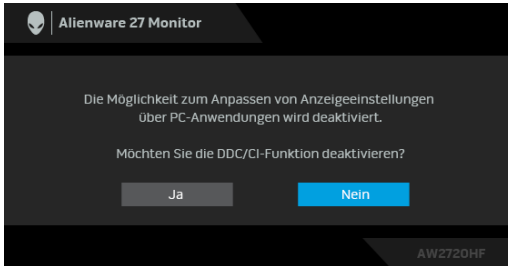 Alienware 27 Monitor
Die Möglichkeit zum Anpassen von Anzeigeeinstellungen
über PC-Anwendungen wird deaktiviert.
Möchten Sie die DDC/CI-Funktion deaktivieren?
Ja
Nein
AW2720HF